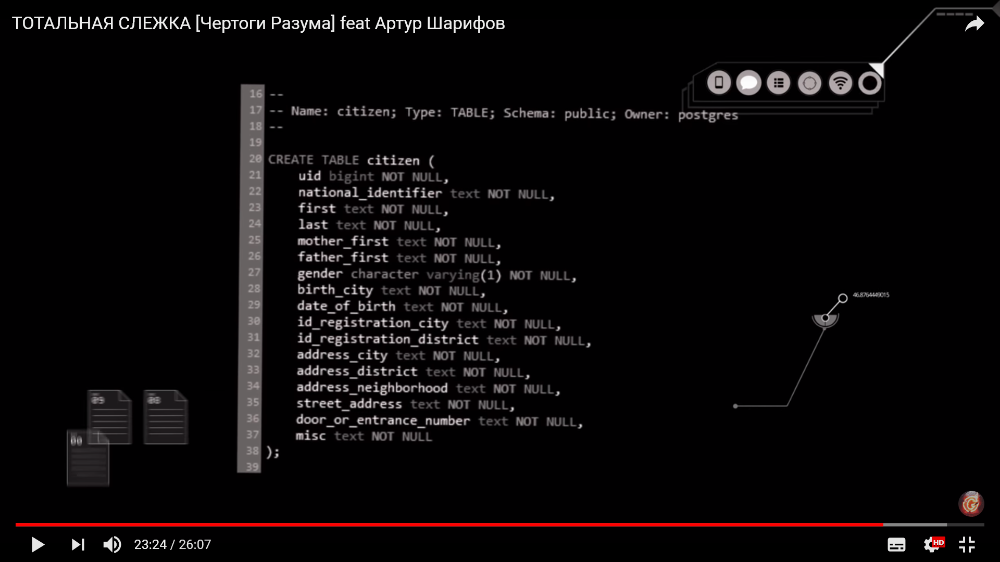 ТОТАЛЬНАЯ СЛЕЖКА [Чертоги Разума] feat Артур Шарифов
16 --
17 -- Name: citizen; Type: TABLE; Schema: public; Owner: postgres
18 --
19
20 CREATE TABLE citizen (
21 uid bigint NOT NULL,
22 national_identifier text NOT NULL,
23 first text NOT NULL,
24 last text NOT NULL,
25 mother_first text NOT NULL,
26 father_first text NOT NULL,
27 gender character varying(1) NOT NULL,
28 birth_city text NOT NULL,
29 date_of_birth text NOT NULL,
30 id_registration_city text NOT NULL,
31 id_registration_district text NOT NULL,
32 address_city text NOT NULL,
33 address_district text NOT NULL,
34 address_neighborhood text NOT NULL,
35 street_address text NOT NULL,
36 door_or_entrance_number text NOT NULL,
37 misc text NOT NULL
38 );
39
46.8764449015
09 08
23:24 / 26:07
HD